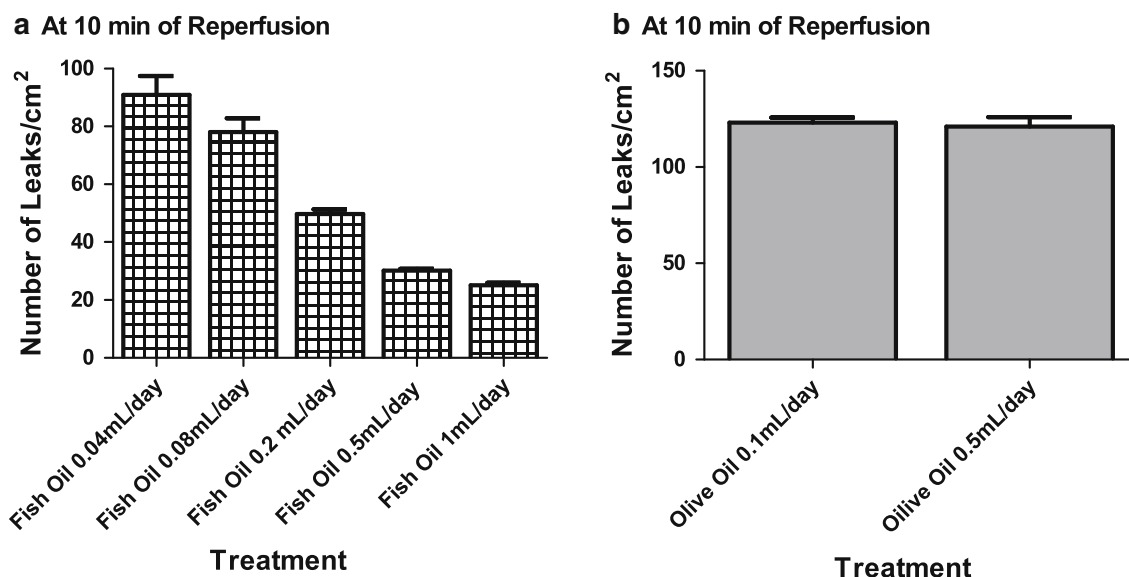 a At 10 min of Reperfusion
Number of Leaks/cm²
100
80
60
40
20
0
Fish Oil 0.04mL/day
Fish Oil 0.08mL/day
Fish Oil 0.2 mL/day
Fish Oil 0.5mL/day
Fish Oil 1mL/day
Treatment
b At 10 min of Reperfusion
Number of Leaks/cm²
150
100
50
0
Olive Oil 0.1mL/day
Oilive Oil 0.5mL/day
Treatment